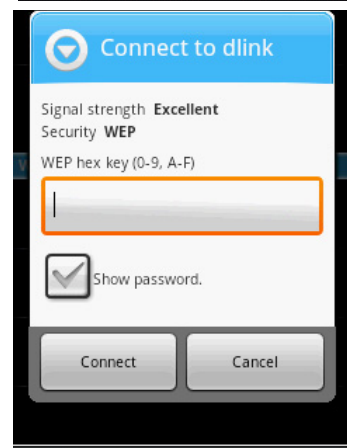 Connect to dlink
Signal strength Excellent
Security WEP
WEP hex key (0-9, A-F)
Show password.
Connect Cancel